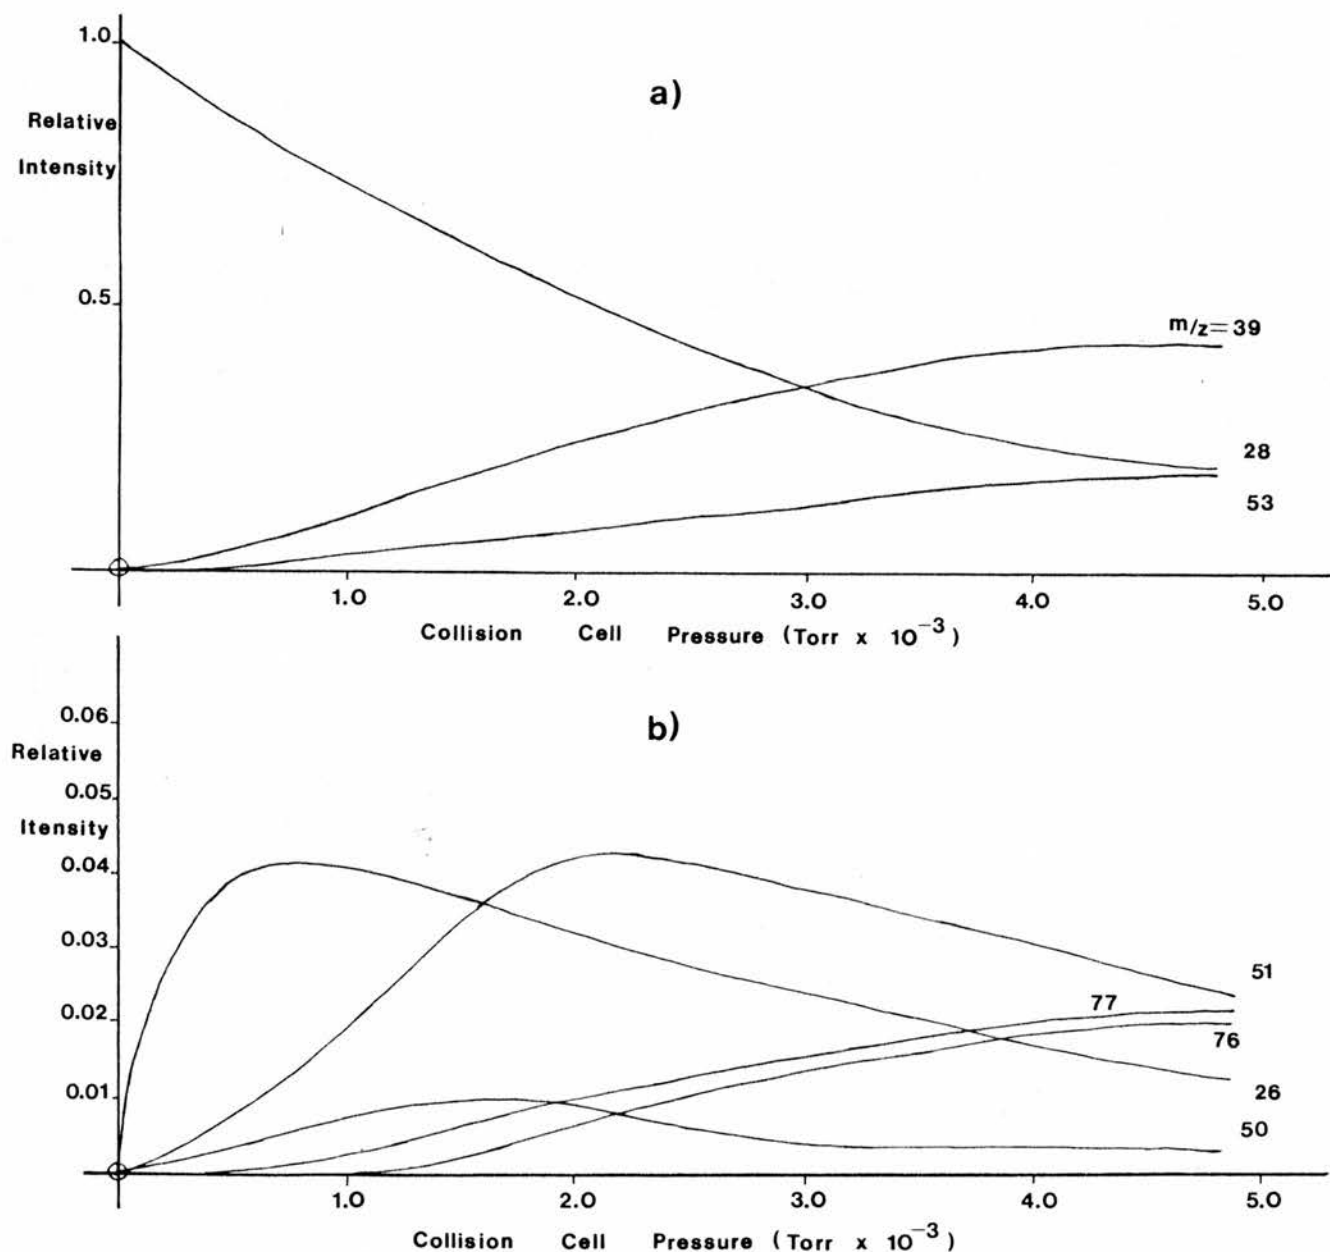 1.0
a)
Relative
Intensity
0.5
m/z=39
28
53
1.0 2.0 3.0 4.0 5.0
Collision Cell Pressure (Torr x 10⁻³)
0.06
b)
Relative
0.05
Itensity
0.04
0.03
51
77
0.02
76
26
0.01
50
1.0 2.0 3.0 4.0 5.0
Collision Cell Pressure (Torr x 10⁻³)